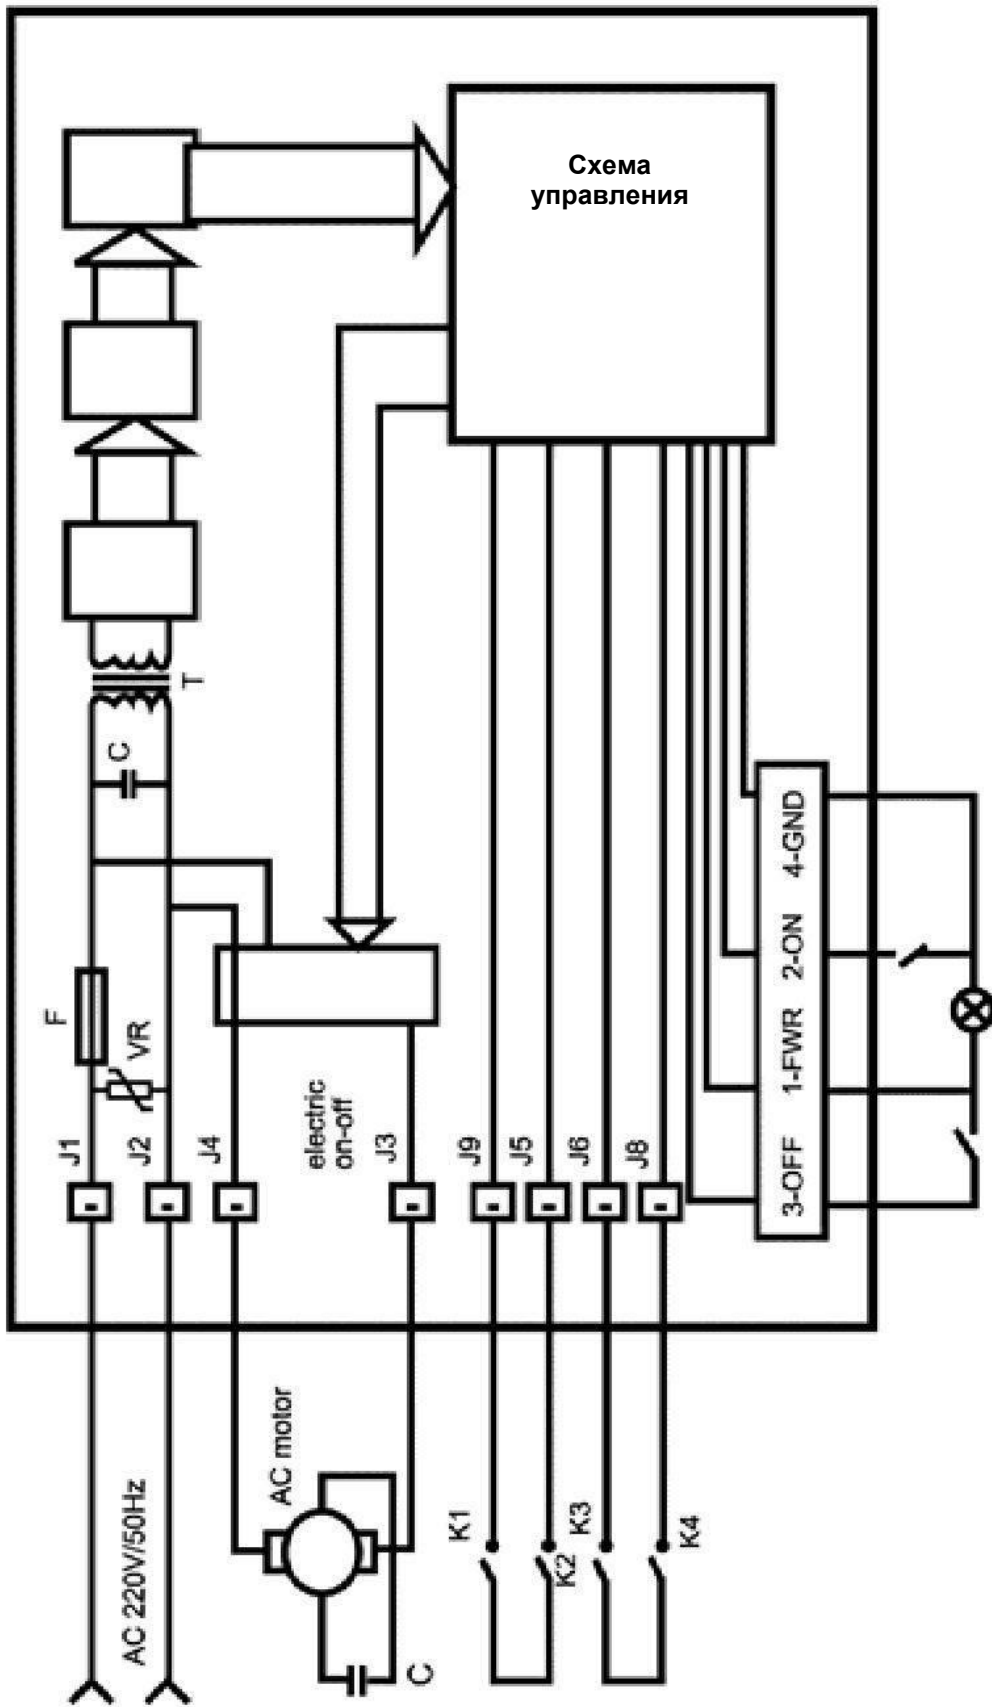 Схема
управления
T
C
F
VR
J1
J2
J4
electric
on-off
J3
J9
J5
J6
J8
4-GND
2-ON
1-FWR
3-OFF
AC motor
AC 220V/50Hz
C
K1
K2
K3
K4